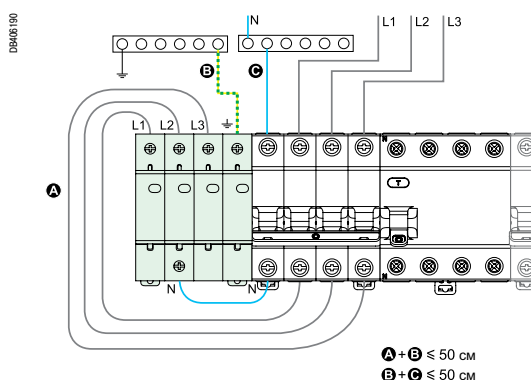 DB406190
N L1 L2 L3
B C
L1 L2 L3
N
A
T
N N
N
A + B ⩽ 50 см
B + C ⩽ 50 см